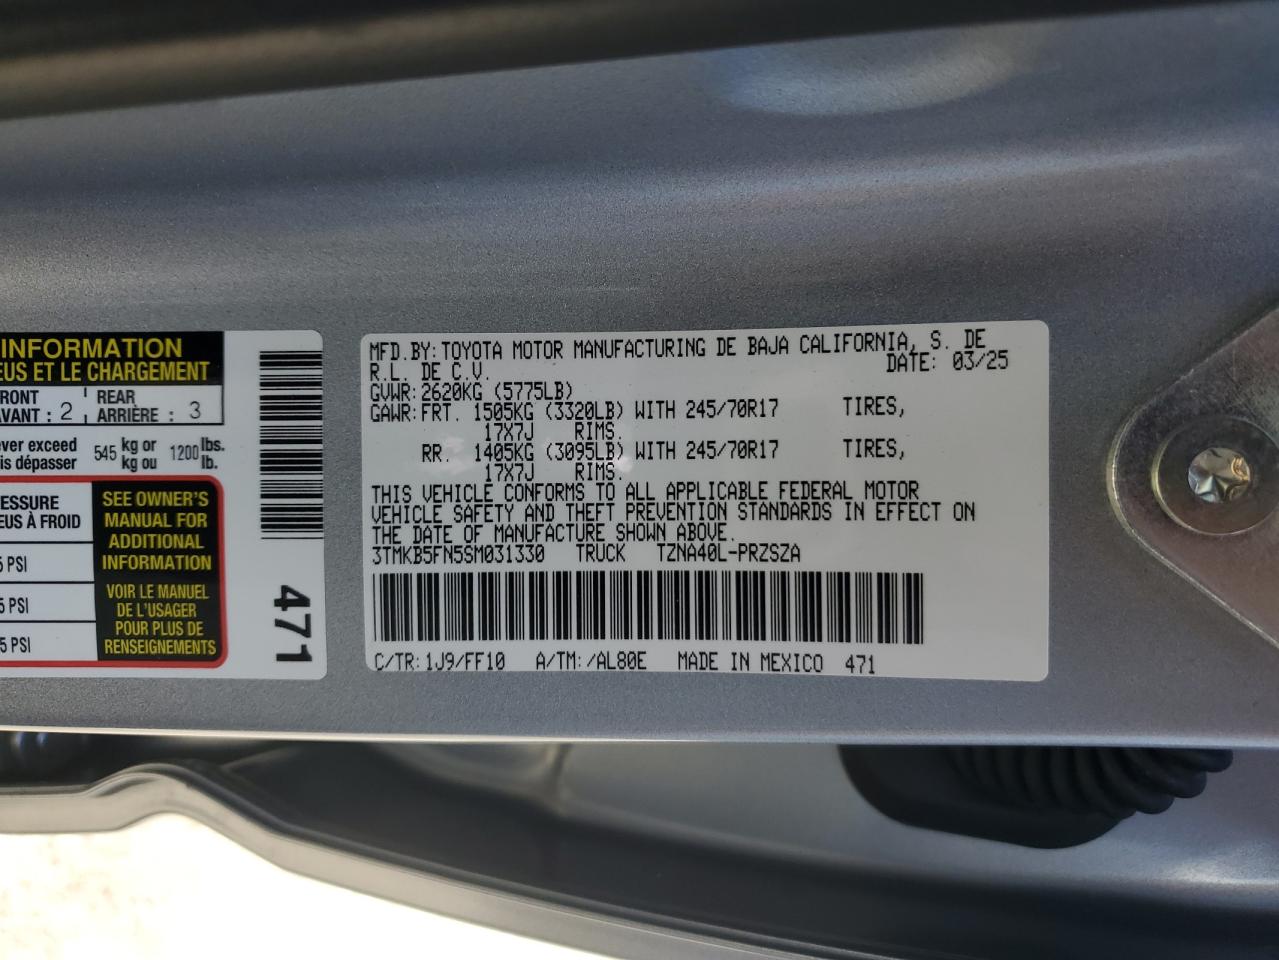 INFORMATION
EUS ET LE CHARGEMENT
FRONT
AVANT : 2
REAR
ARRIÈRE : 3
ever exceed
is dépasser
545 kg or
kg ou
1200 lbs.
lb.
ESSURE
EUS À FROID
5 PSI
5 PSI
5 PSI
SEE OWNER'S
MANUAL FOR
ADDITIONAL
INFORMATION
VOIR LE MANUEL
DE L'USAGER
POUR PLUS DE
RENSEIGNEMENTS
471
MFD.BY: TOYOTA MOTOR MANUFACTURING DE BAJA CALIFORNIA, S. DE
R.L. DE C.V. DATE: 03/25
GVWR: 2620KG (5775LB)
GAWR: FRT. 1505KG (3320LB) WITH 245/70R17 TIRES,
17X7J RIMS.
RR. 1405KG (3095LB) WITH 245/70R17 TIRES,
17X7J RIMS.
THIS VEHICLE CONFORMS TO ALL APPLICABLE FEDERAL MOTOR
VEHICLE SAFETY AND THEFT PREVENTION STANDARDS IN EFFECT ON
THE DATE OF MANUFACTURE SHOWN ABOVE.
3TMKB5FN5SM031330 TRUCK TZNA40L-PRZSZA
C/TR: 1J9/FF10 A/TM: /AL80E MADE IN MEXICO 471